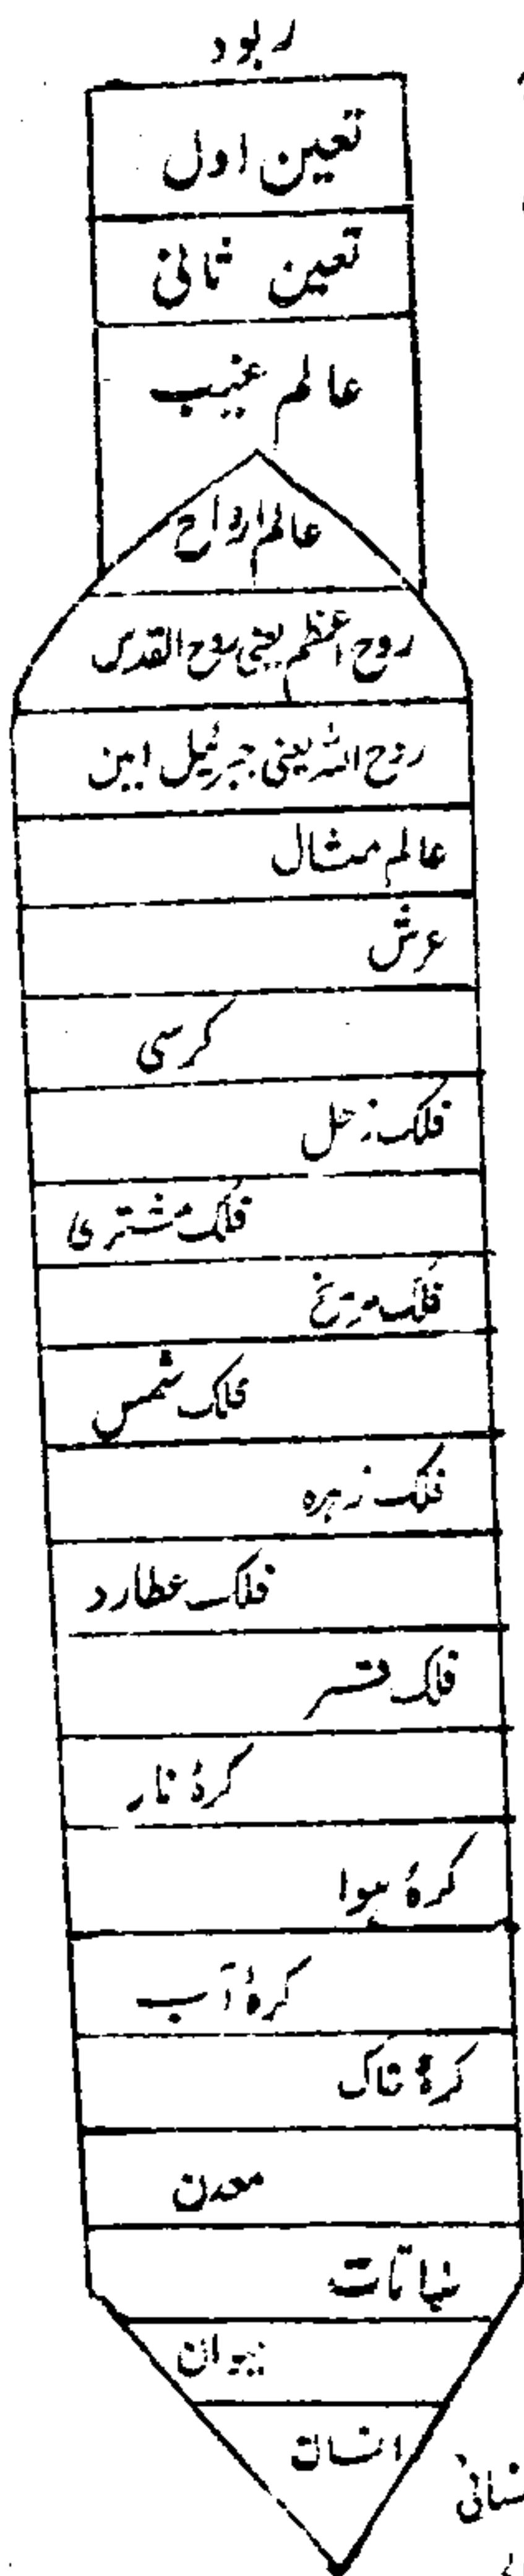 ربود
تعین اول
تعین ثانی
عالم غیب
عالم ارواح
روح اعظم یعنی روح القدس
روح اللہ یعنی جبرئیل امین
عالم مثال
عرش
کرسی
فلک زحل
فلک مشتری
فلک مریخ
فلک شمس
فلک زہرہ
فلک عطارد
فلک قمر
کرۂ نار
کرۂ ہوا
کرۂ آب
کرۂ خاک
معدن
نباتات
حیوان
انسان